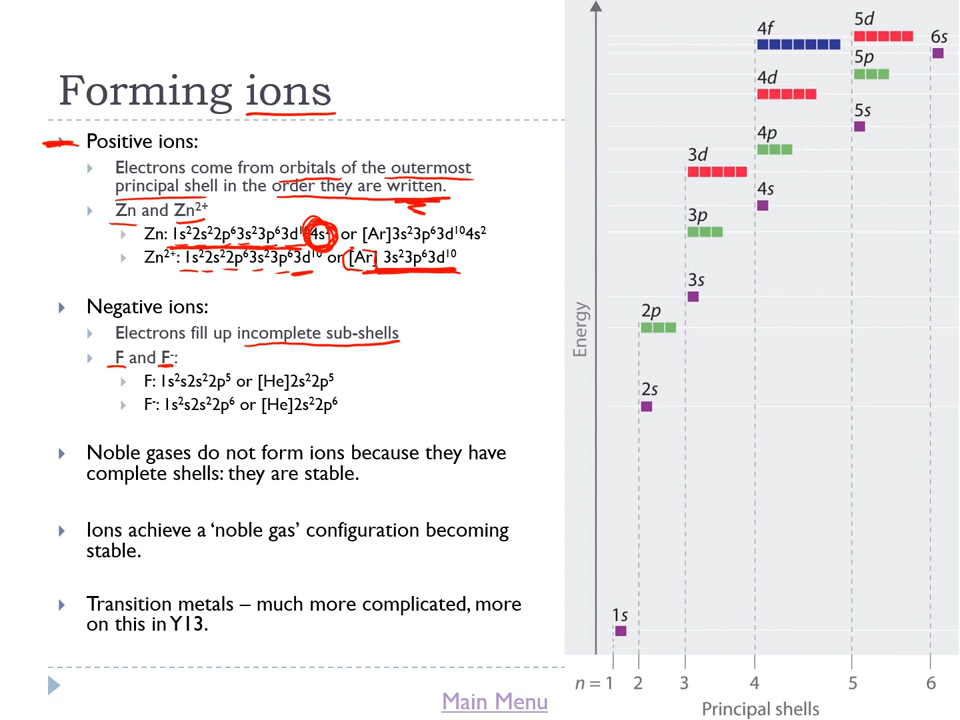 Forming ions
Positive ions:
Electrons come from orbitals of the outermost
principal shell in the order they are written.
Zn and Zn²⁺
Zn: 1s²2s²2p⁶3s²3p⁶3d¹⁰4s² or [Ar]3s²3p⁶3d¹⁰4s²
Zn²⁺: 1s²2s²2p⁶3s²3p⁶3d¹⁰ or [Ar] 3s²3p⁶3d¹⁰
Negative ions:
Electrons fill up incomplete sub-shells
F and F⁻:
F: 1s²s2s²2p⁵ or [He]2s²2p⁵
F⁻: 1s²s2s²2p⁶ or [He]2s²2p⁶
Noble gases do not form ions because they have
complete shells: they are stable.
Ions achieve a ‘noble gas’ configuration becoming
stable.
Transition metals – much more complicated, more
on this in Y13.
Main Menu
5d
4f
6s
5p
4d
5s
4p
3d
4s
3p
3s
2p
2s
1s
Energy
n = 1 2 3 4 5 6
Principal shells